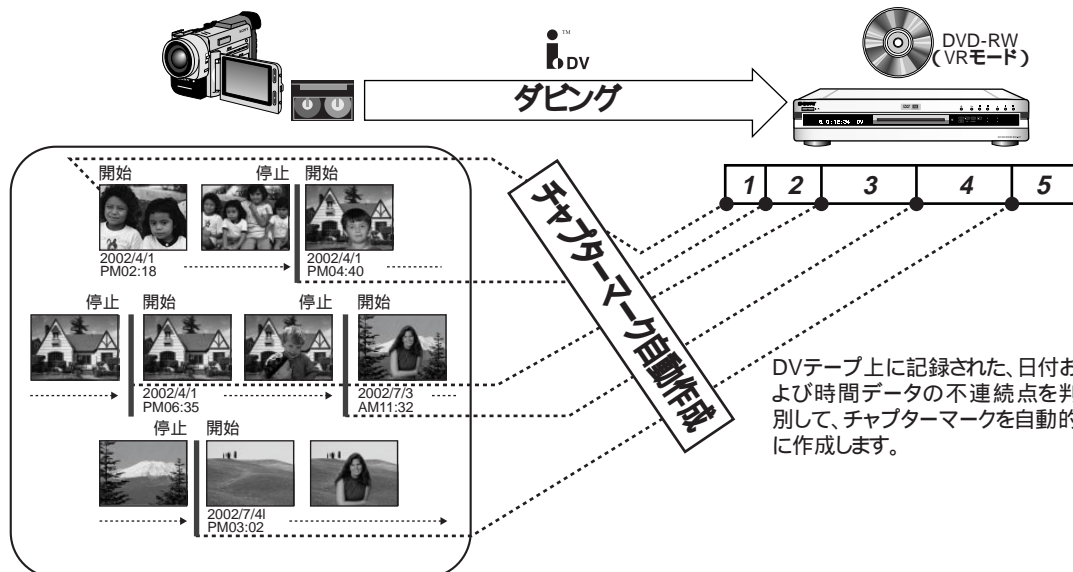 i TM
DV
ダビング
DVD-RW
(VRモード)
SONY
開始
停止
開始
2002/4/1
PM02:18
2002/4/1
PM04:40
停止
開始
停止
開始
2002/4/1
PM06:35
2002/7/3
AM11:32
停止
開始
2002/7/4l
PM03:02
チャプターマーク自動作成
1 2 3 4 5
DVテープ上に記録された、日付お
よび時間データの不連続点を判
別して、チャプターマークを自動的
に作成します。